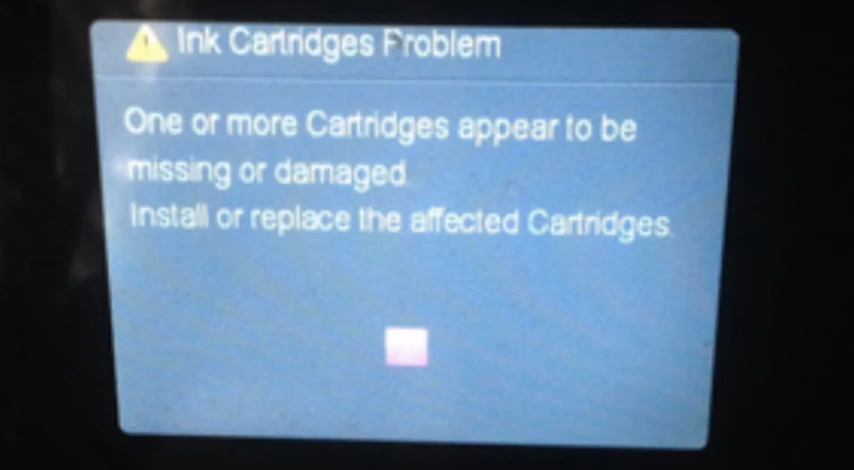 Ink Cartridges Problem
One or more Cartridges appear to be
missing or damaged.
Install or replace the affected Cartridges.